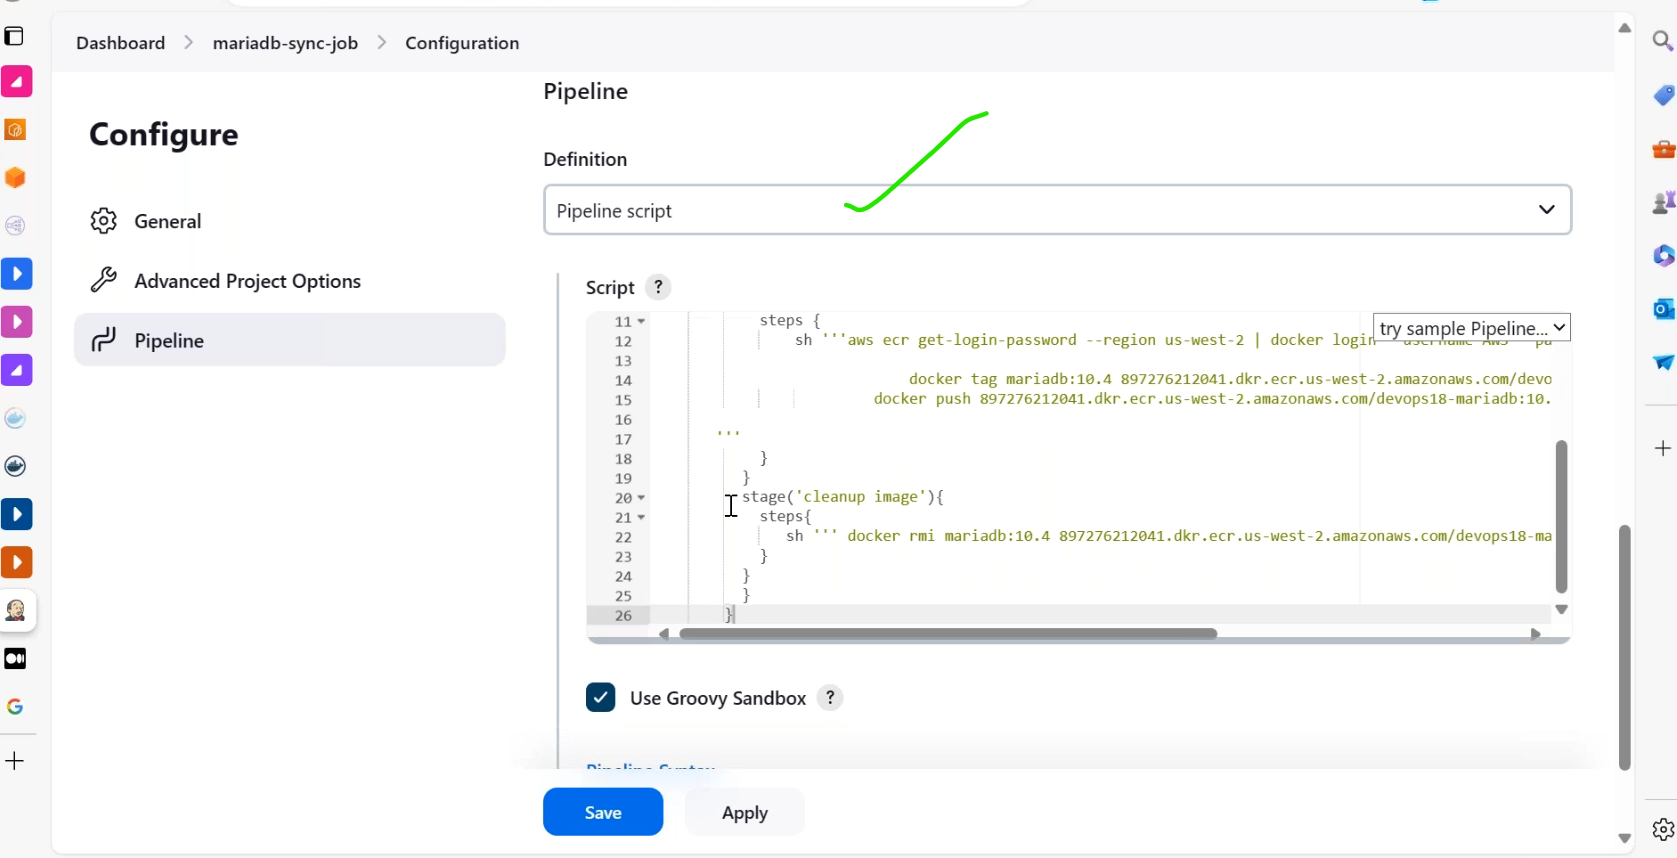 Dashboard > mariadb-sync-job > Configuration
Configure
General
Advanced Project Options
Pipeline
Pipeline
Definition
Pipeline script
Script ?
try sample Pipeline...
11 steps {
12 sh '''aws ecr get-login-password --region us-west-2 | docker login
13
14 docker tag mariadb:10.4 897276212041.dkr.ecr.us-west-2.amazonaws.com/devo
15 docker push 897276212041.dkr.ecr.us-west-2.amazonaws.com/devops18-mariadb:10.
16
17 '''
18 }
19 }
20 stage('cleanup image'){
21 steps{
22 sh ''' docker rmi mariadb:10.4 897276212041.dkr.ecr.us-west-2.amazonaws.com/devops18-ma
23 }
24 }
25 }
26 }
Use Groovy Sandbox ?
Pipeline Syntax
Save
Apply